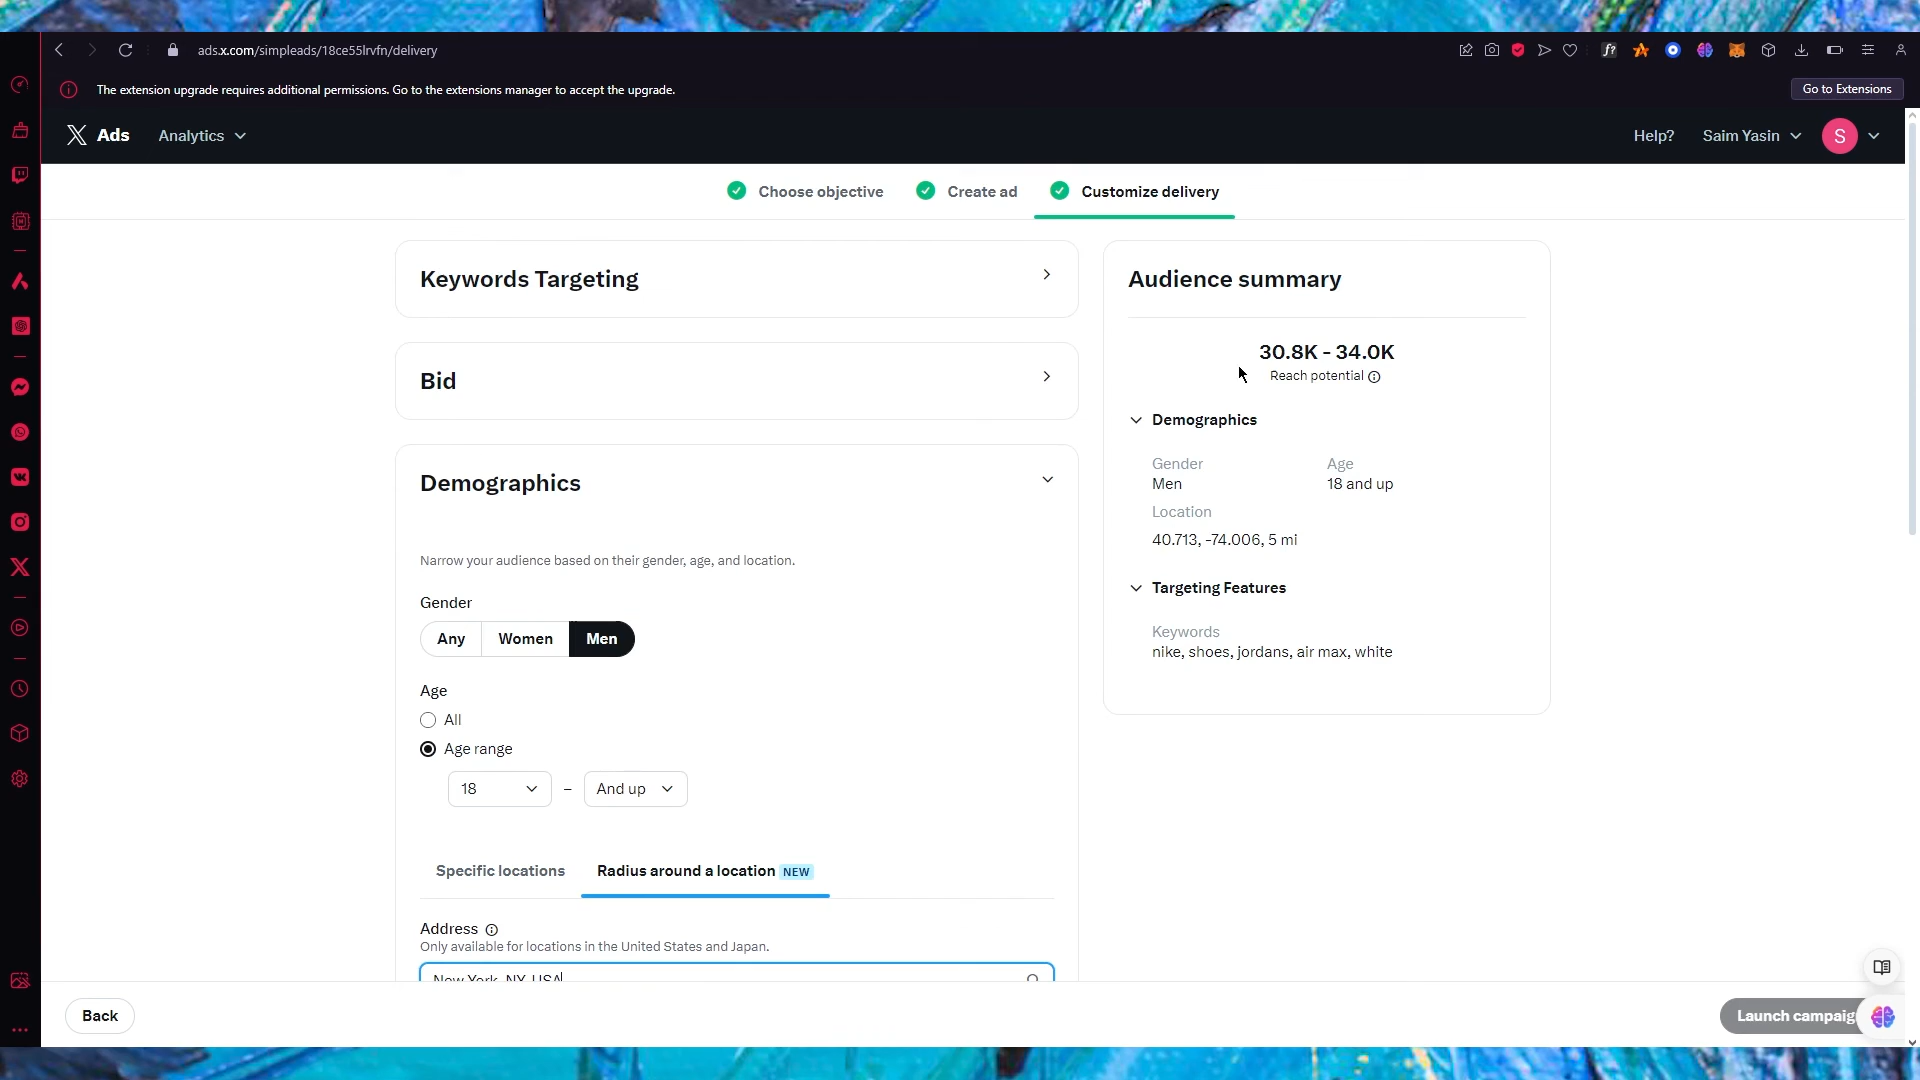 ads.x.com/simpleads/18ce55lrvfn/delivery
The extension upgrade requires additional permissions. Go to the extensions manager to accept the upgrade.
Go to Extensions
Ads
Analytics
Help?
Saim Yasin
S
Choose objective
Create ad
Customize delivery
Keywords Targeting
Bid
Demographics
Narrow your audience based on their gender, age, and location.
Gender
Any
Women
Men
Age
All
Age range
18
–
And up
Specific locations
Radius around a location NEW
Address
Only available for locations in the United States and Japan.
New York, NY, USA
Audience summary
30.8K - 34.0K
Reach potential
Demographics
Gender
Men
Age
18 and up
Location
40.713, -74.006, 5 mi
Targeting Features
Keywords
nike, shoes, jordans, air max, white
Back
Launch campaig